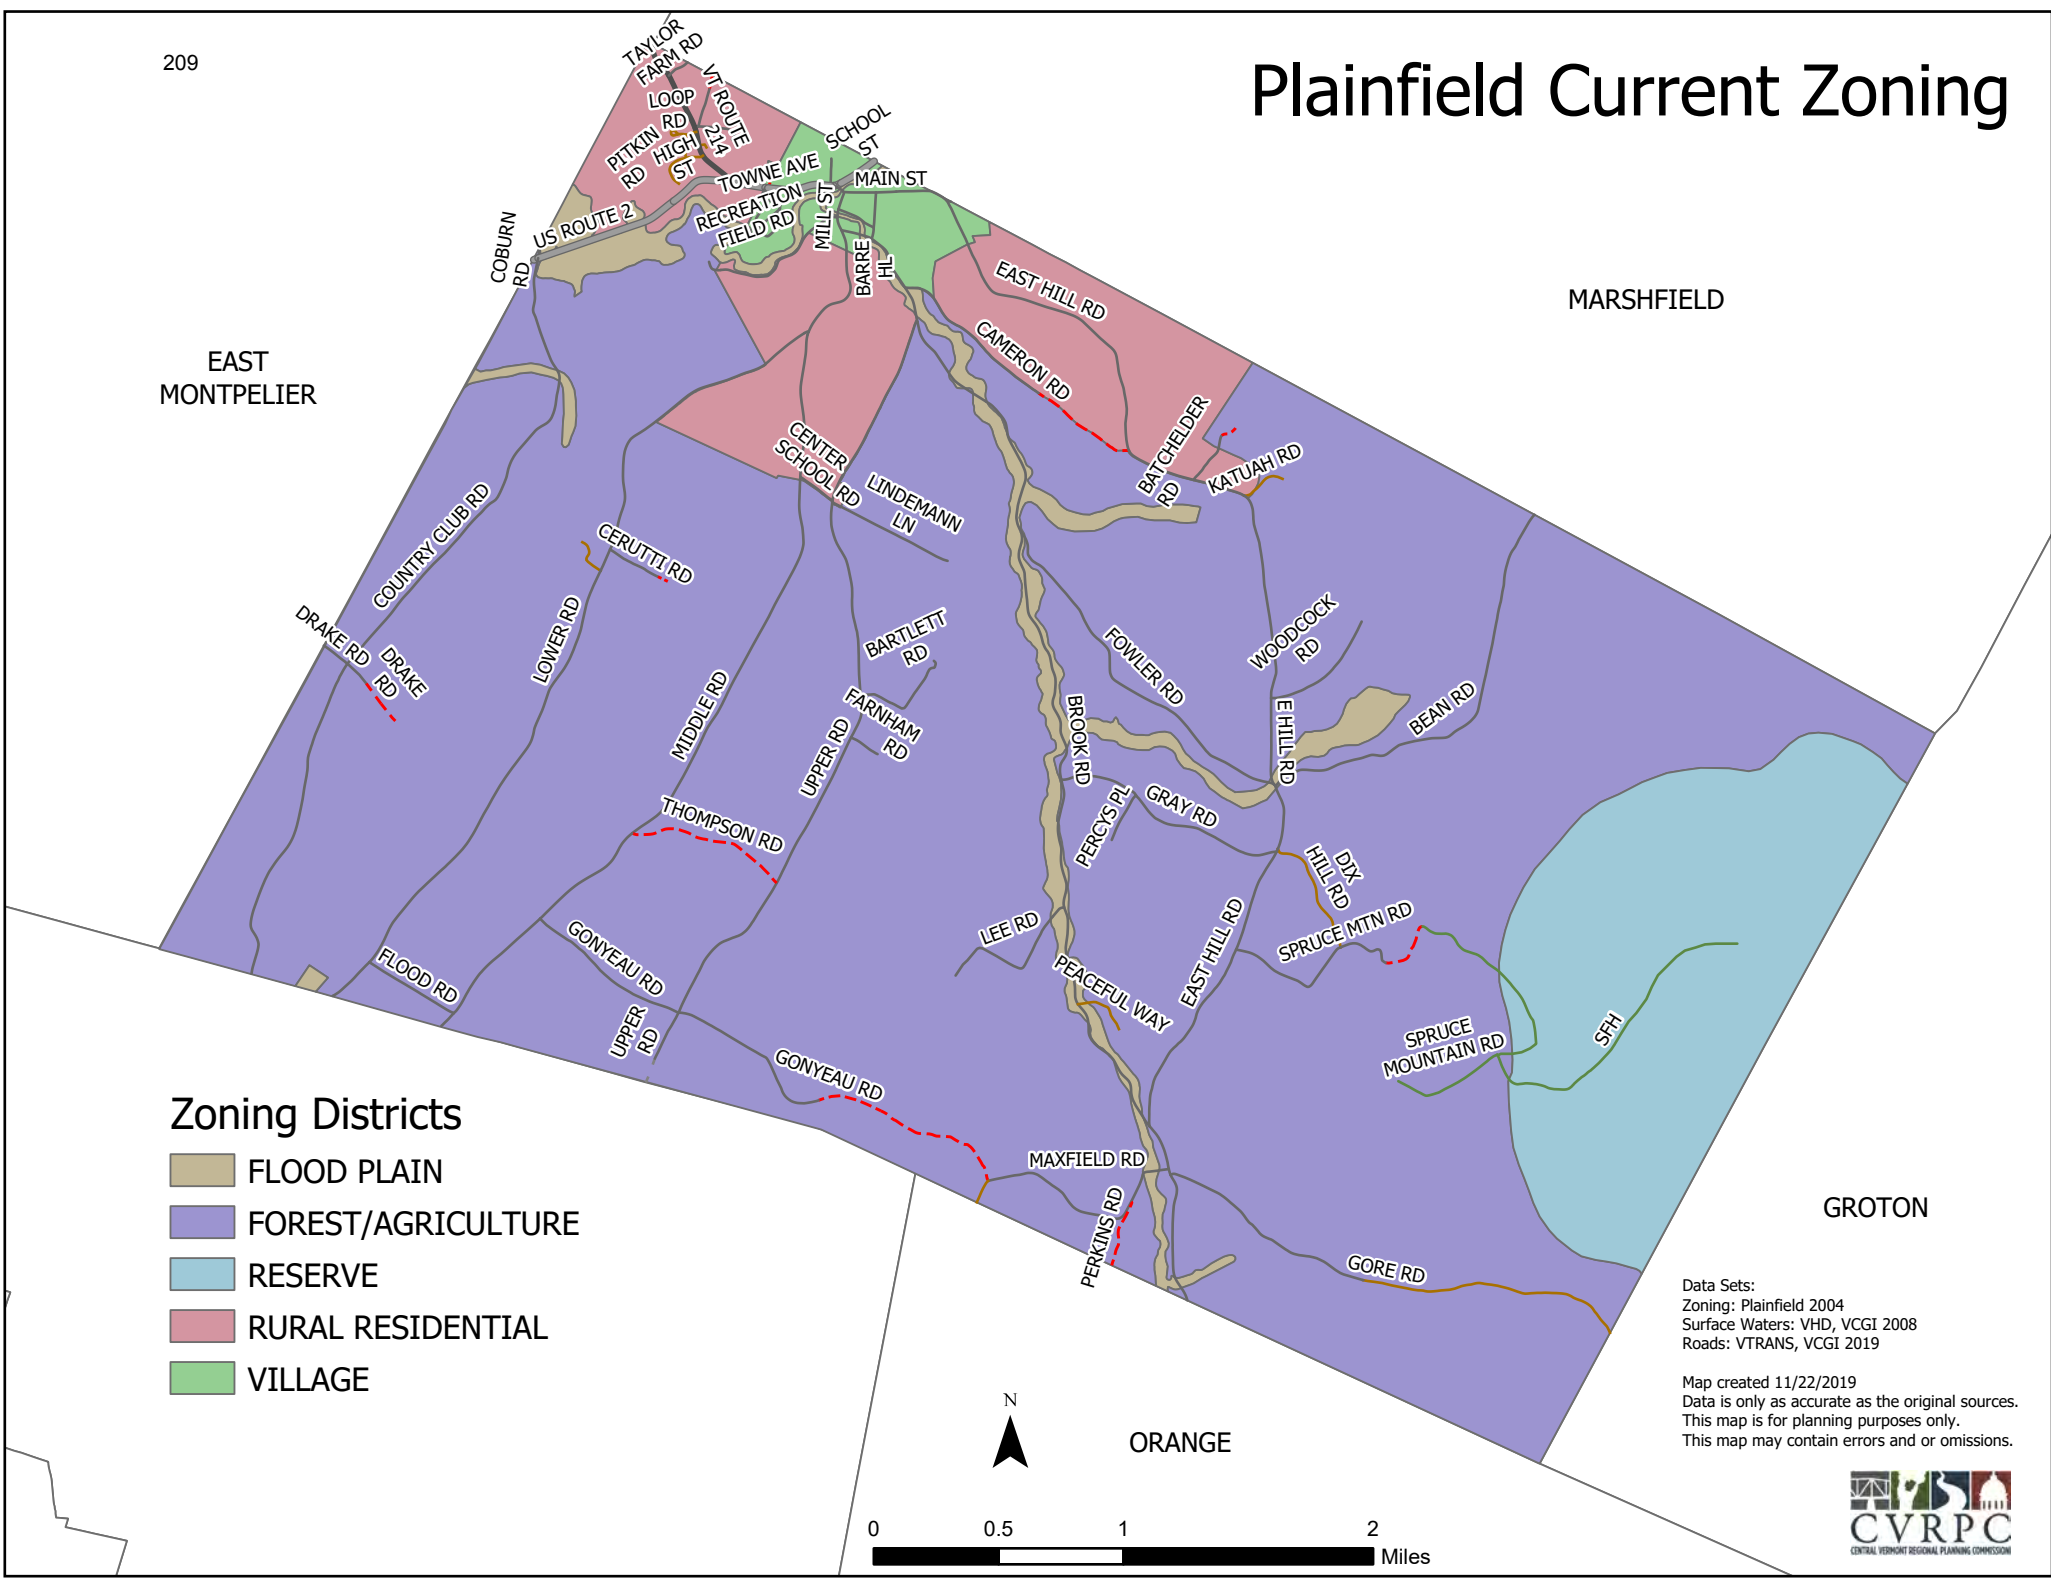 209
Plainfield Current Zoning
TAYLOR
FARM RD
VT ROUTE
214
LOOP
RD
PITKIN
RD
HIGH
ST
SCHOOL
ST
TOWNE AVE
MAIN ST
RECREATION
FIELD RD
MILL ST
US ROUTE 2
COBURN
RD
BARRE
HL
EAST HILL RD
MARSHFIELD
CAMERON RD
EAST
MONTPELIER
BATCHELDER
RD
KATUAH RD
CENTER
SCHOOL RD
LINDEMANN
LN
COUNTRY CLUB RD
CERUTTI RD
DRAKE RD
DRAKE
RD
LOWER RD
BARTLETT
RD
FOWLER RD
WOODCOCK
RD
MIDDLE RD
FARNHAM
RD
UPPER RD
BROOK RD
E HILL RD
BEAN RD
THOMPSON RD
PERCYS PL
GRAY RD
DIX
HILL RD
LEE RD
EAST HILL RD
SPRUCE MTN RD
FLOOD RD
GONYEAU RD
PEACEFUL WAY
UPPER
RD
SPRUCE
MOUNTAIN RD
SFH
GONYEAU RD
MAXFIELD RD
PERKINS RD
GORE RD
GROTON
Zoning Districts
FLOOD PLAIN
FOREST/AGRICULTURE
RESERVE
RURAL RESIDENTIAL
VILLAGE
Data Sets:
Zoning: Plainfield 2004
Surface Waters: VHD, VCGI 2008
Roads: VTRANS, VCGI 2019
Map created 11/22/2019
Data is only as accurate as the original sources.
This map is for planning purposes only.
This map may contain errors and or omissions.
N
ORANGE
0 0.5 1 2
Miles
CVRPC
CENTRAL VERMONT REGIONAL PLANNING COMMISSION